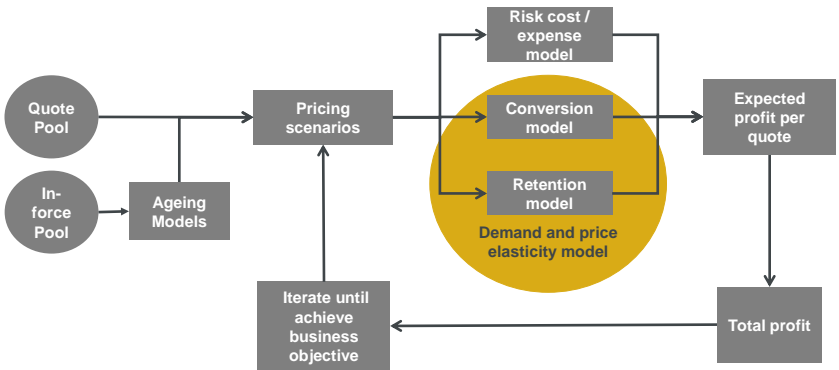 Quote
Pool
In-
force
Pool
Ageing
Models
Pricing
scenarios
Risk cost /
expense
model
Conversion
model
Retention
model
Demand and price
elasticity model
Expected
profit per
quote
Total profit
Iterate until
achieve
business
objective